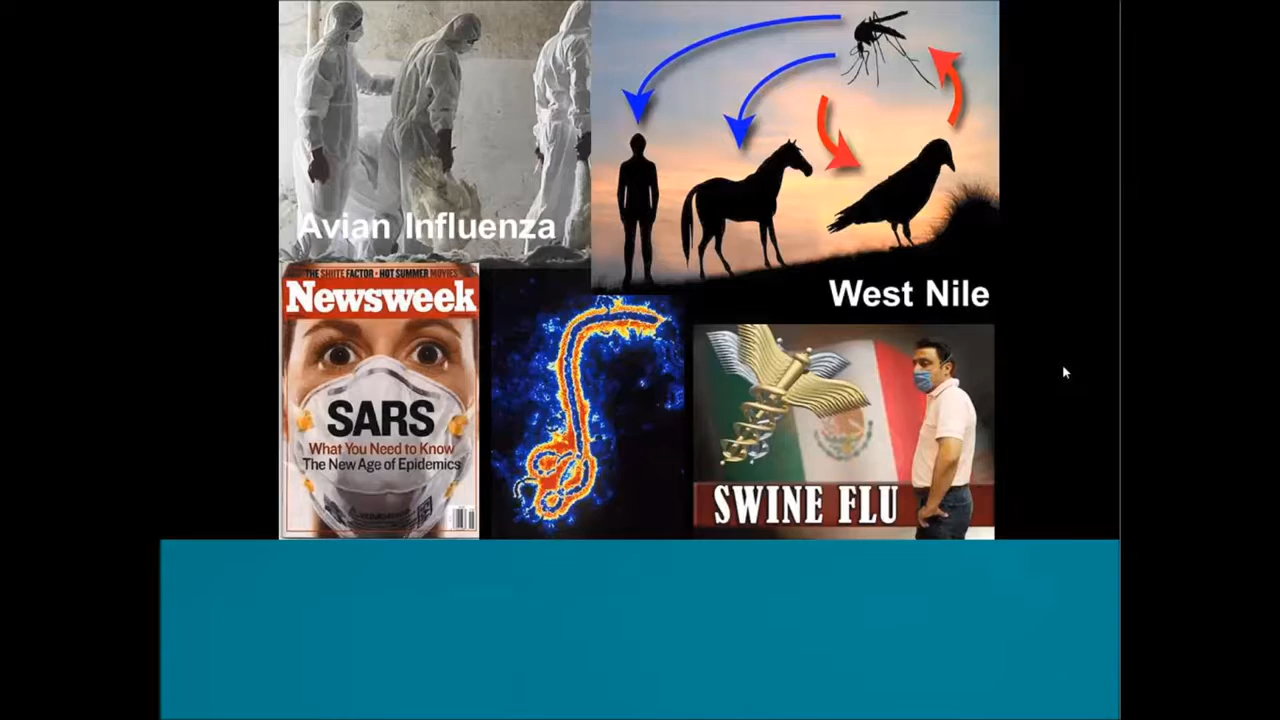 Avian Influenza
West Nile
THE SHIITE FACTOR • HOT SUMMER MOVIES
Newsweek
SARS
What You Need to Know
The New Age of Epidemics
SWINE FLU